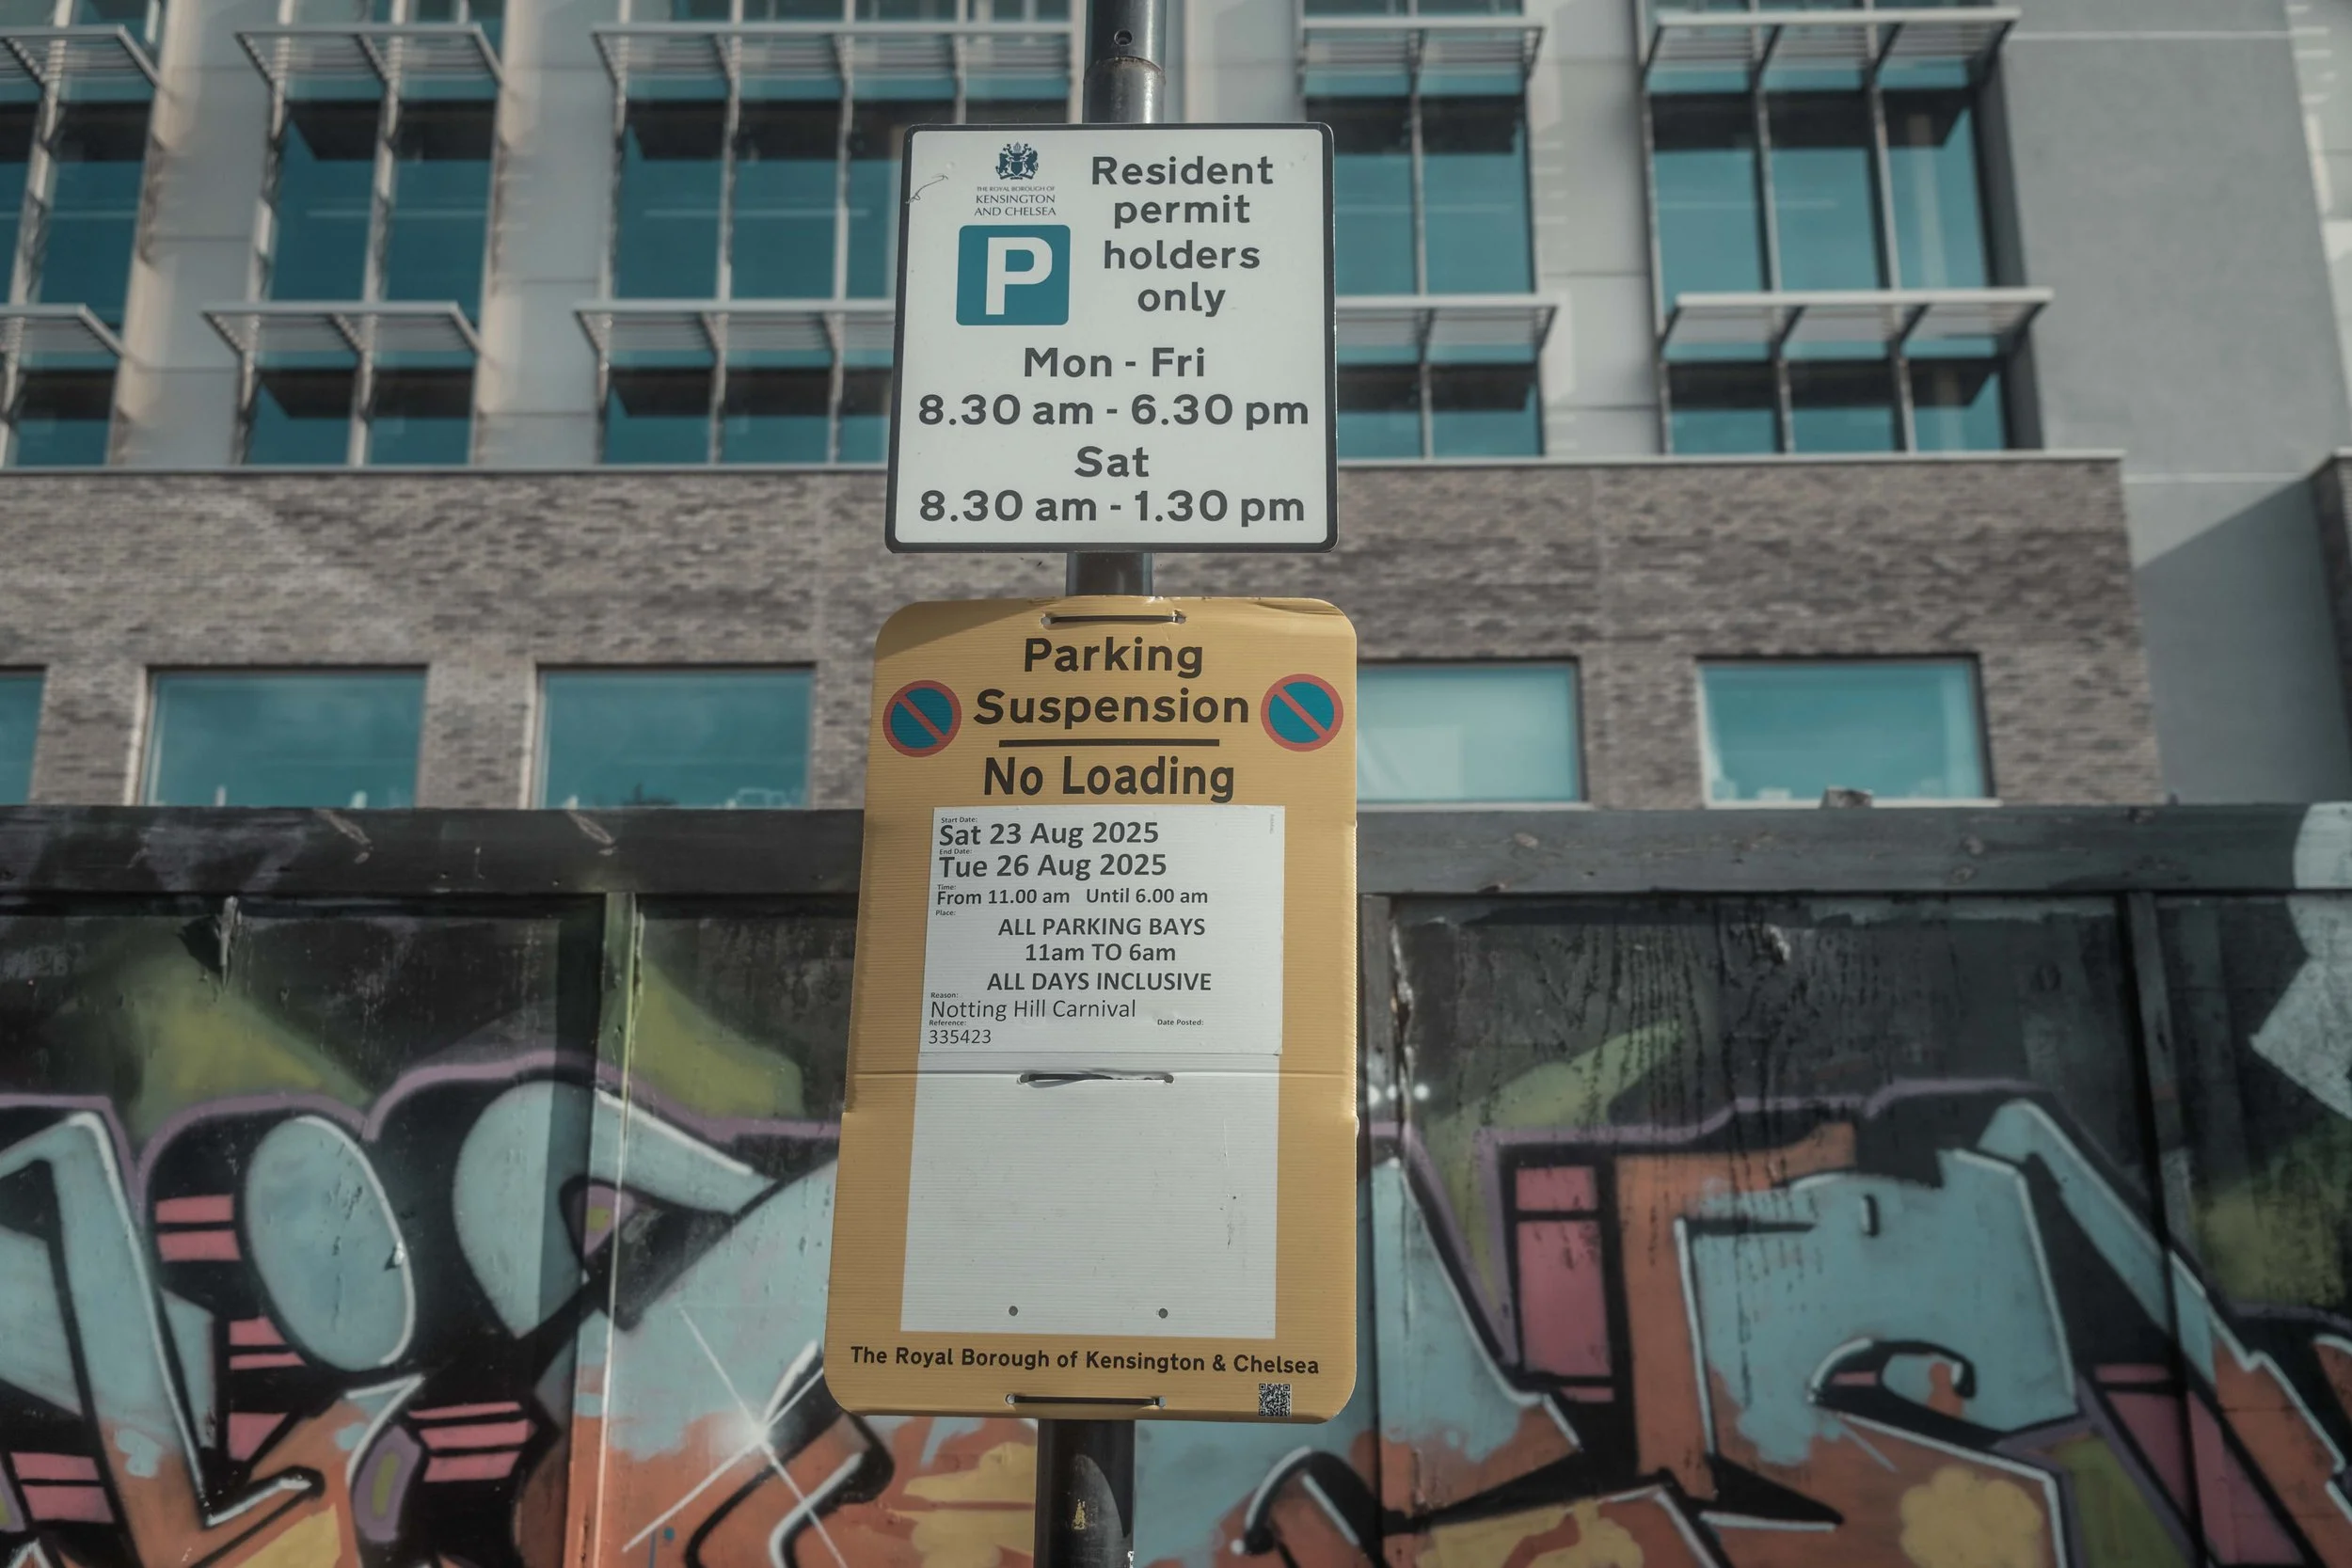 THE ROYAL BOROUGH OF
KENSINGTON
AND CHELSEA
P
Resident
permit
holders
only
Mon - Fri
8.30 am - 6.30 pm
Sat
8.30 am - 1.30 pm
Parking
Suspension
No Loading
Start Date:
Sat 23 Aug 2025
End Date:
Tue 26 Aug 2025
Time:
From 11.00 am Until 6.00 am
Place:
ALL PARKING BAYS
11am TO 6am
ALL DAYS INCLUSIVE
Reason:
Notting Hill Carnival
Reference: Date Posted:
335423
The Royal Borough of Kensington & Chelsea